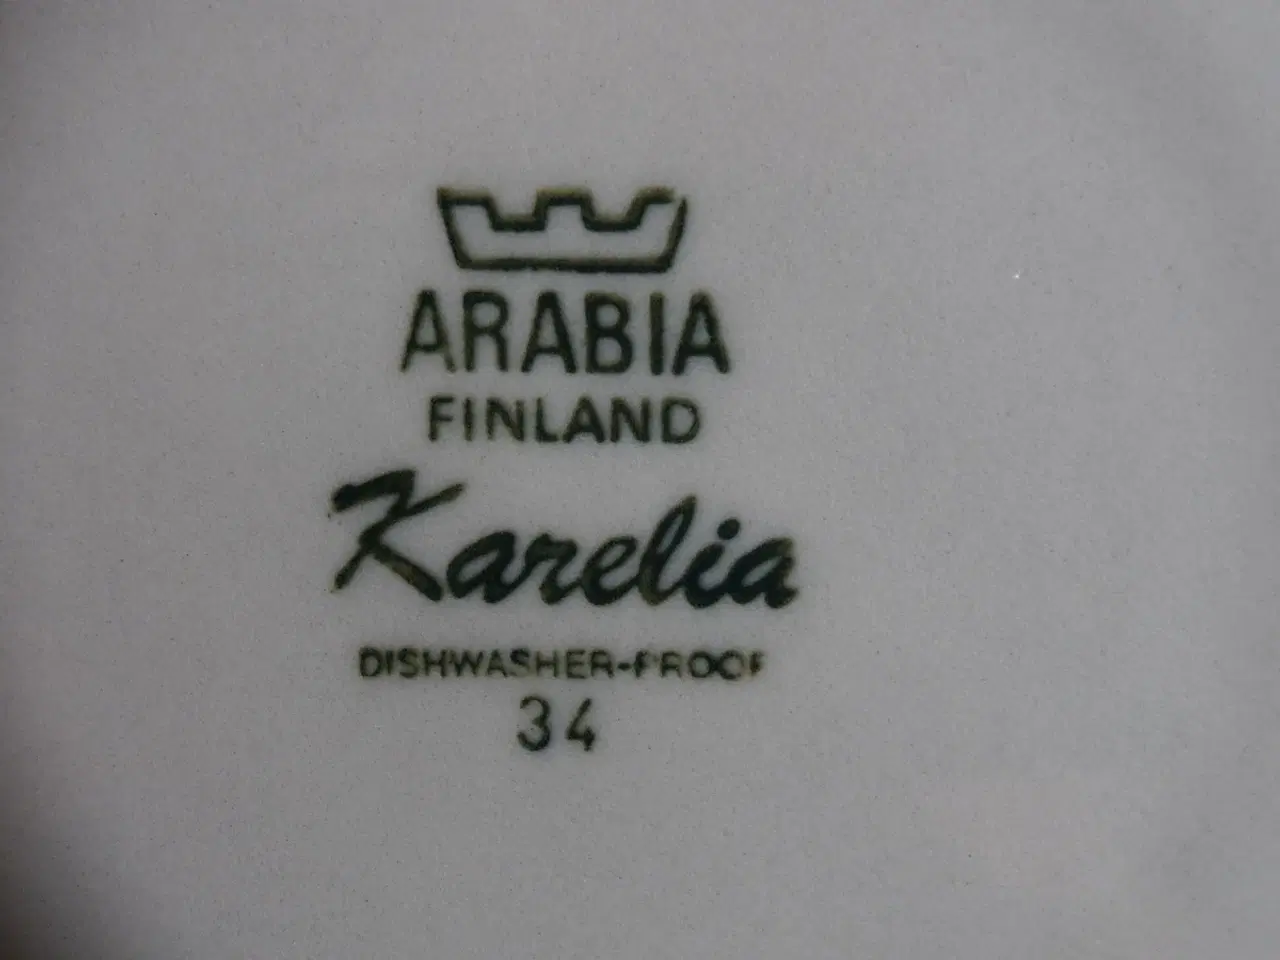 ARABIA
FINLAND
Karelia
DISHWASHER-PROOF
34